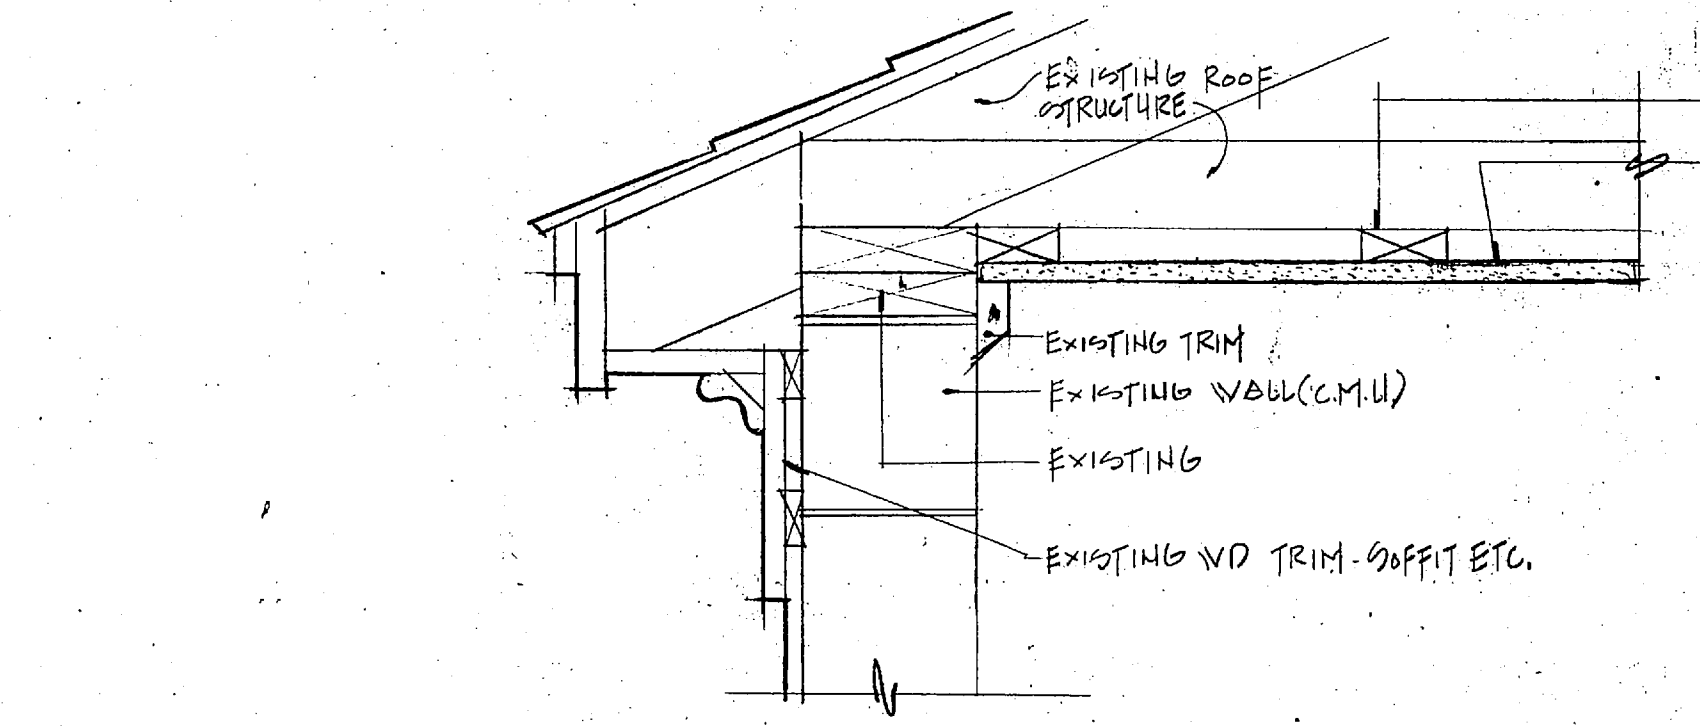 EXISTING ROOF
STRUCTURE
EXISTING TRIM
EXISTING WALL (C.M.U)
EXISTING
EXISTING WD TRIM - SOFFIT ETC.